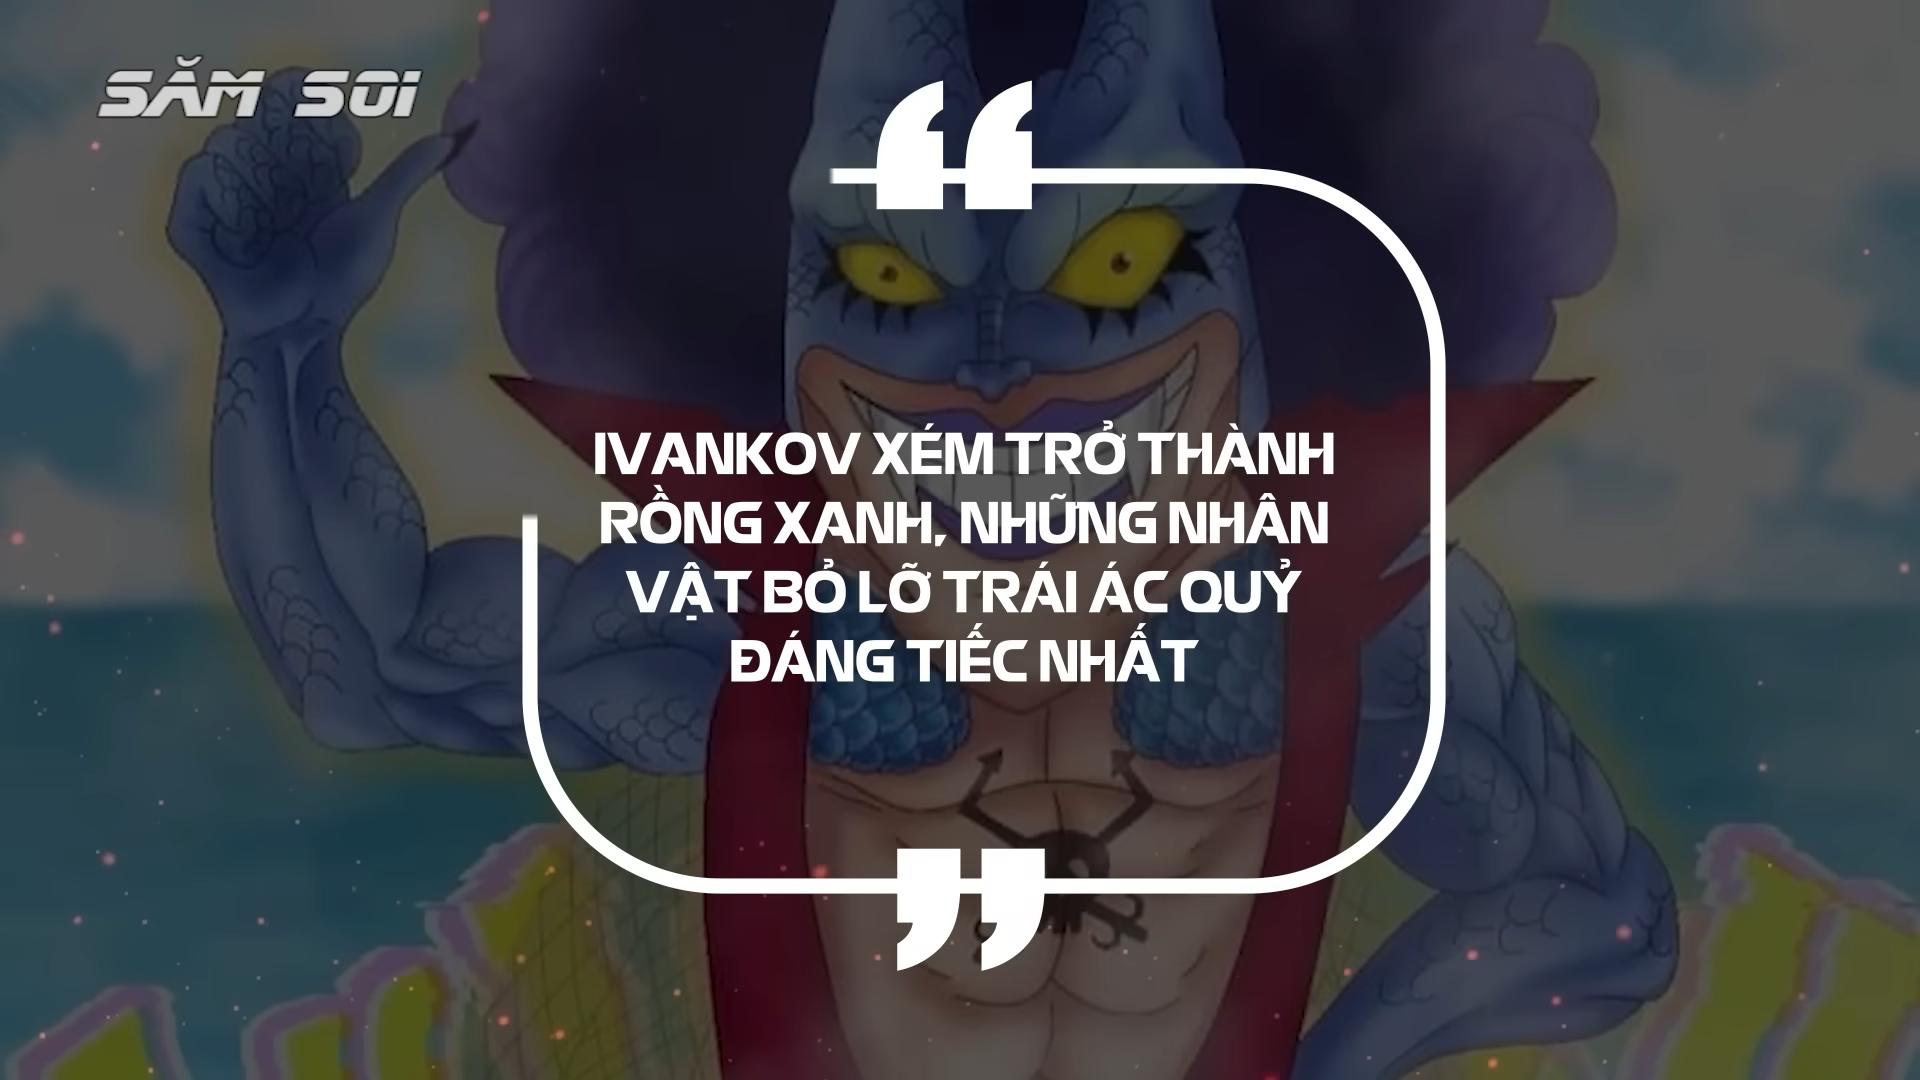 SĂM SOI
IVANKOV XÉM TRỞ THÀNH
RỒNG XANH, NHỮNG NHÂN
VẬT BỎ LỠ TRÁI ÁC QUỶ
ĐÁNG TIẾC NHẤT